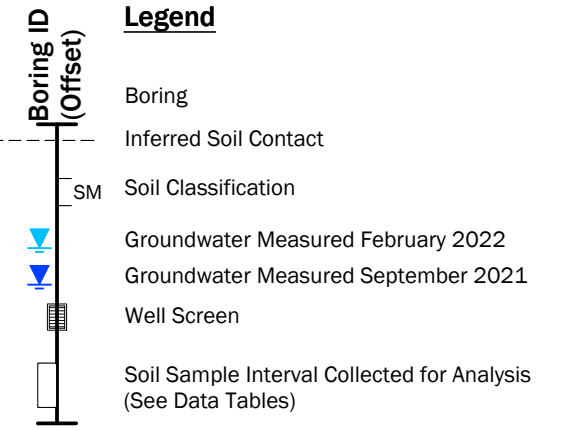 Boring ID
(Offset)
Legend
Boring
Inferred Soil Contact
SM
Soil Classification
Groundwater Measured February 2022
Groundwater Measured September 2021
Well Screen
Soil Sample Interval Collected for Analysis
(See Data Tables)